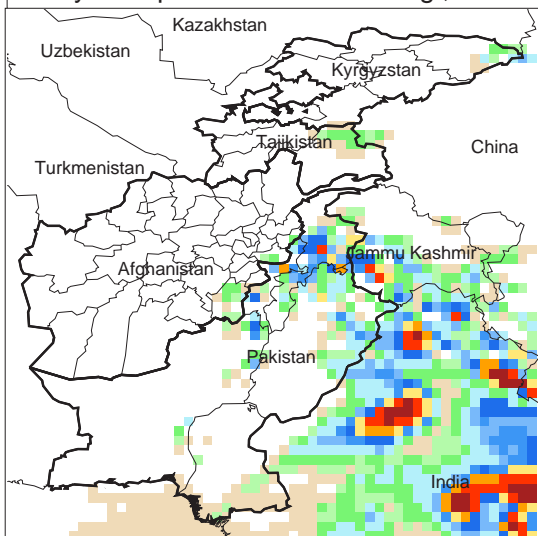 Kazakhstan
Uzbekistan
Kyrgyzstan
Tajikistan
China
Turkmenistan
Jammu Kashmir
Afghanistan
Pakistan
India